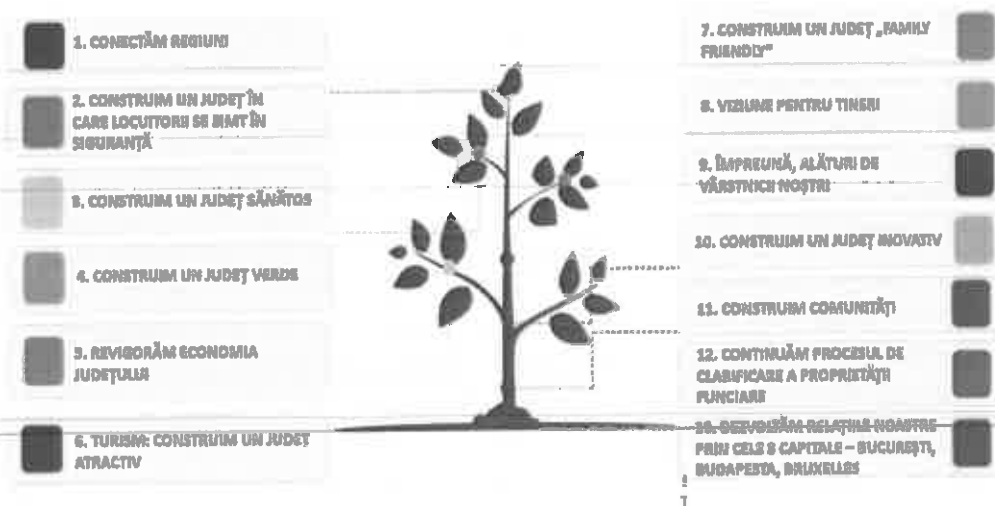 1. CONECTĂM REGIUNI
2. CONSTRUIM UN JUDEȚ ÎN
CARE LOCUITORII SE SIMT ÎN
SIGURANȚĂ
3. CONSTRUIM UN JUDEȚ SĂNĂTOS
4. CONSTRUIM UN JUDEȚ VERDE
5. REVIGORĂM ECONOMIA
JUDEȚULUI
6. TURISM: CONSTRUIM UN JUDEȚ
ATRACTIV
7. CONSTRUIM UN JUDEȚ „FAMILY
FRIENDLY”
8. VIZIUNE PENTRU TINERI
9. ÎMPREUNĂ, ALĂTURI DE
VÂRSTNICII NOȘTRI
10. CONSTRUIM UN JUDEȚ INOVATIV
11. CONSTRUIM COMUNITĂȚI
12. CONTINUĂM PROCESUL DE
CLARIFICARE A PROPRIETĂȚII
FUNCIARE
13. DEZVOLTĂM RELAȚIILE NOASTRE
PRIN CELE 3 CAPITALE – BUCUREȘTI,
BUDAPESTA, BRUXELLES